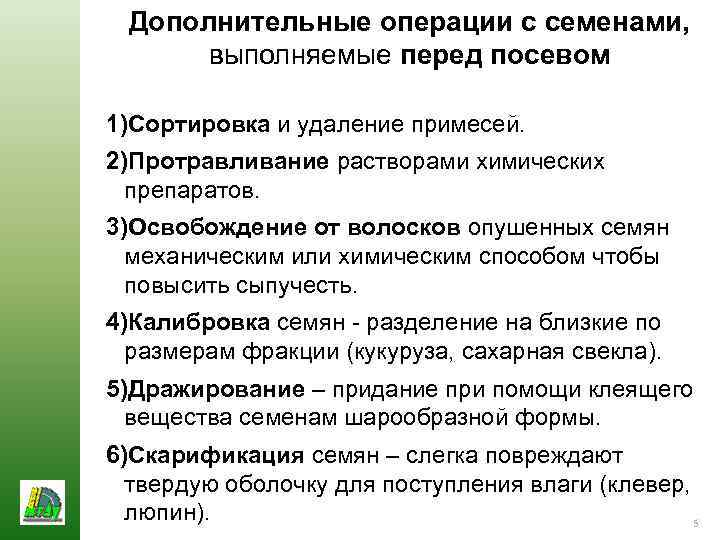 Дополнительные операции с семенами,
выполняемые перед посевом
1)Сортировка и удаление примесей.
2)Протравливание растворами химических
препаратов.
3)Освобождение от волосков опушенных семян
механическим или химическим способом чтобы
повысить сыпучесть.
4)Калибровка семян - разделение на близкие по
размерам фракции (кукуруза, сахарная свекла).
5)Дражирование – придание при помощи клеящего
вещества семенам шарообразной формы.
6)Скарификация семян – слегка повреждают
твердую оболочку для поступления влаги (клевер,
люпин).
5